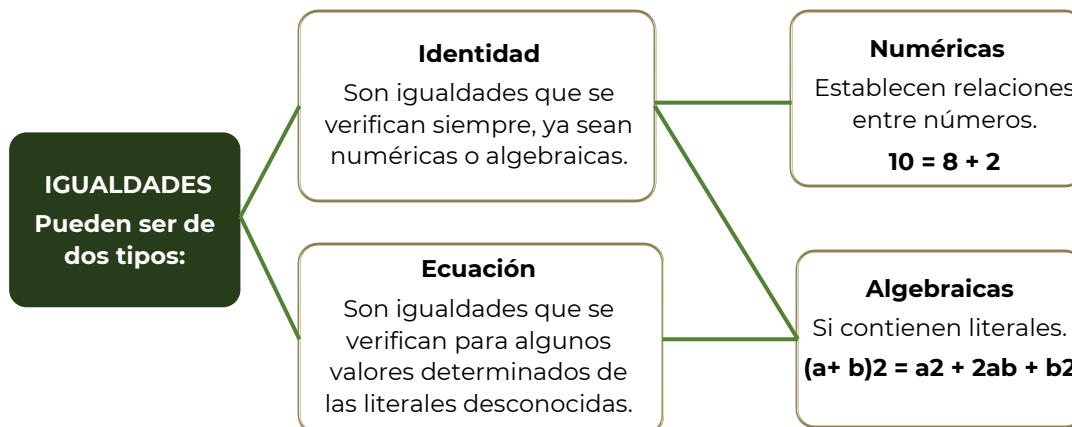 IGUALDADES
Pueden ser de
dos tipos:
Identidad
Son igualdades que se
verifican siempre, ya sean
numéricas o algebraicas.
Ecuación
Son igualdades que se
verifican para algunos
valores determinados de
las literales desconocidas.
Numéricas
Establecen relaciones
entre números.
10 = 8 + 2
Algebraicas
Si contienen literales.
(a+ b)2 = a2 + 2ab + b2